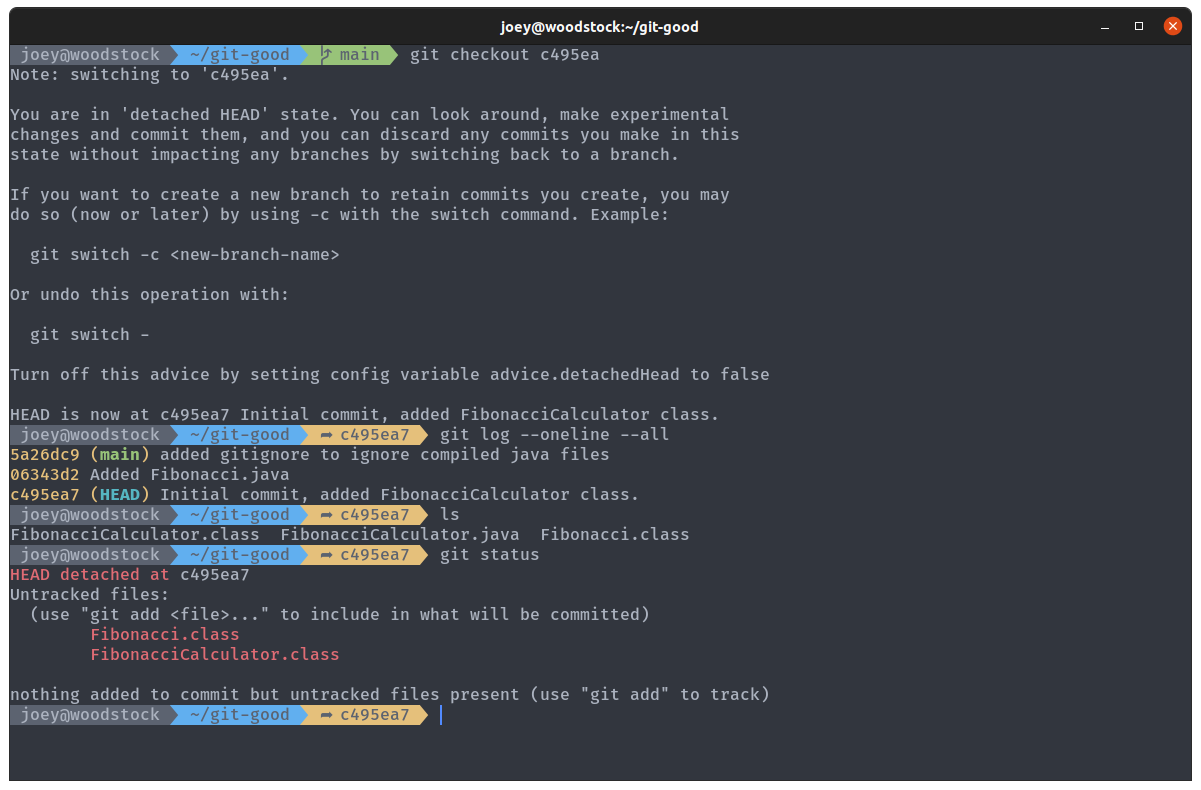 joey@woodstock:~/git-good
joey@woodstock ~/git-good main git checkout c495ea
Note: switching to 'c495ea'.
You are in 'detached HEAD' state. You can look around, make experimental
changes and commit them, and you can discard any commits you make in this
state without impacting any branches by switching back to a branch.
If you want to create a new branch to retain commits you create, you may
do so (now or later) by using -c with the switch command. Example:
git switch -c <new-branch-name>
Or undo this operation with:
git switch -
Turn off this advice by setting config variable advice.detachedHead to false
HEAD is now at c495ea7 Initial commit, added FibonacciCalculator class.
joey@woodstock ~/git-good ➦ c495ea7 git log --oneline --all
5a26dc9 (main) added gitignore to ignore compiled java files
06343d2 Added Fibonacci.java
c495ea7 (HEAD) Initial commit, added FibonacciCalculator class.
joey@woodstock ~/git-good ➦ c495ea7 ls
FibonacciCalculator.class FibonacciCalculator.java Fibonacci.class
joey@woodstock ~/git-good ➦ c495ea7 git status
HEAD detached at c495ea7
Untracked files:
(use "git add <file>..." to include in what will be committed)
Fibonacci.class
FibonacciCalculator.class
nothing added to commit but untracked files present (use "git add" to track)
joey@woodstock ~/git-good ➦ c495ea7